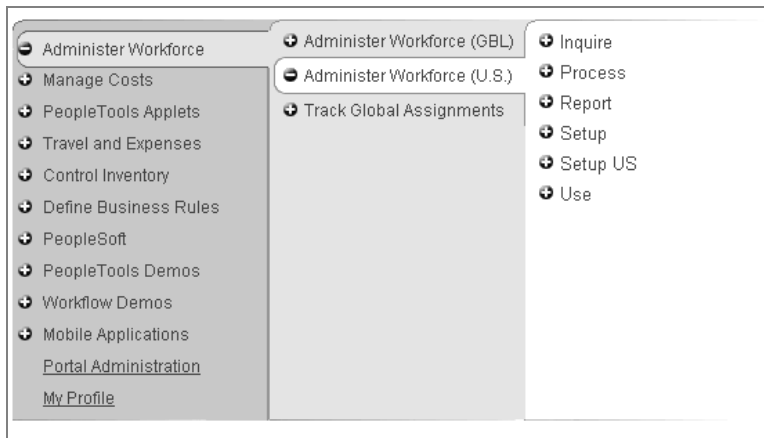 Administer Workforce
Manage Costs
PeopleTools Applets
Travel and Expenses
Control Inventory
Define Business Rules
PeopleSoft
PeopleTools Demos
Workflow Demos
Mobile Applications
Portal Administration
My Profile
Administer Workforce (GBL)
Administer Workforce (U.S.)
Track Global Assignments
Inquire
Process
Report
Setup
Setup US
Use